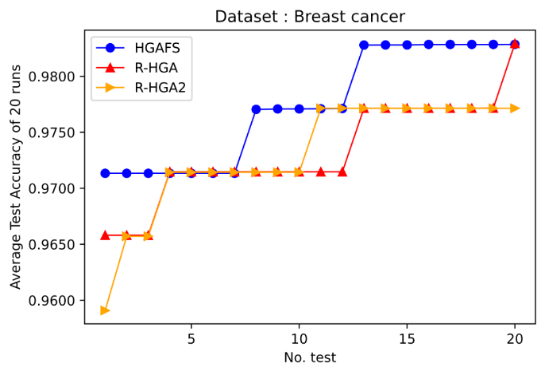 Dataset : Breast cancer
HGAFS
R-HGA
R-HGA2
Average Test Accuracy of 20 runs
0.9800
0.9750
0.9700
0.9650
0.9600
5 10 15 20
No. test